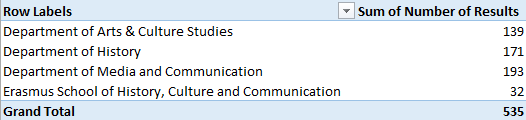 Row Labels Sum of Number of Results
Department of Arts & Culture Studies 139
Department of History 171
Department of Media and Communication 193
Erasmus School of History, Culture and Communication 32
Grand Total 535